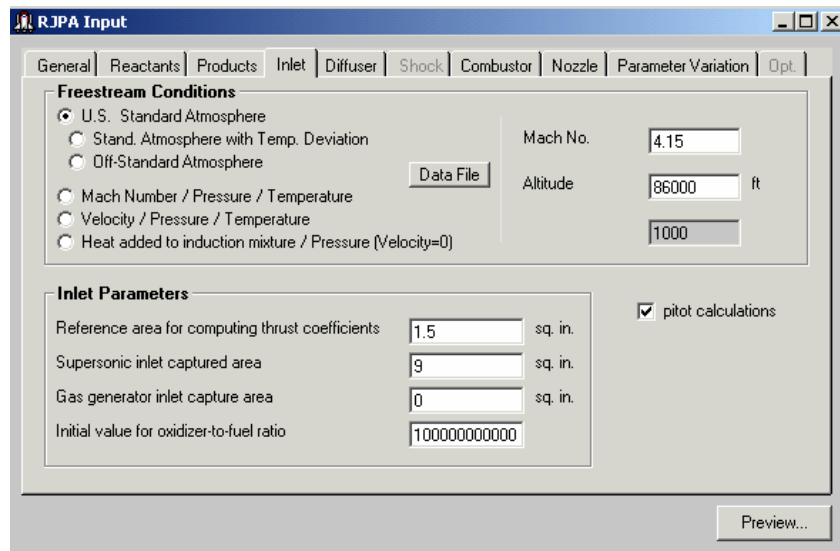 RJPA Input
General Reactants Products Inlet Diffuser Shock Combustor Nozzle Parameter Variation Opt.
Freestream Conditions
U.S. Standard Atmosphere
Stand. Atmosphere with Temp. Deviation
Off-Standard Atmosphere
Data File
Mach Number / Pressure / Temperature
Velocity / Pressure / Temperature
Heat added to induction mixture / Pressure (Velocity=0)
Mach No. 4.15
Altitude 86000 ft
1000
Inlet Parameters
Reference area for computing thrust coefficients 1.5 sq. in.
Supersonic inlet captured area 9 sq. in.
Gas generator inlet capture area 0 sq. in.
Initial value for oxidizer-to-fuel ratio 100000000000
pitot calculations
Preview...